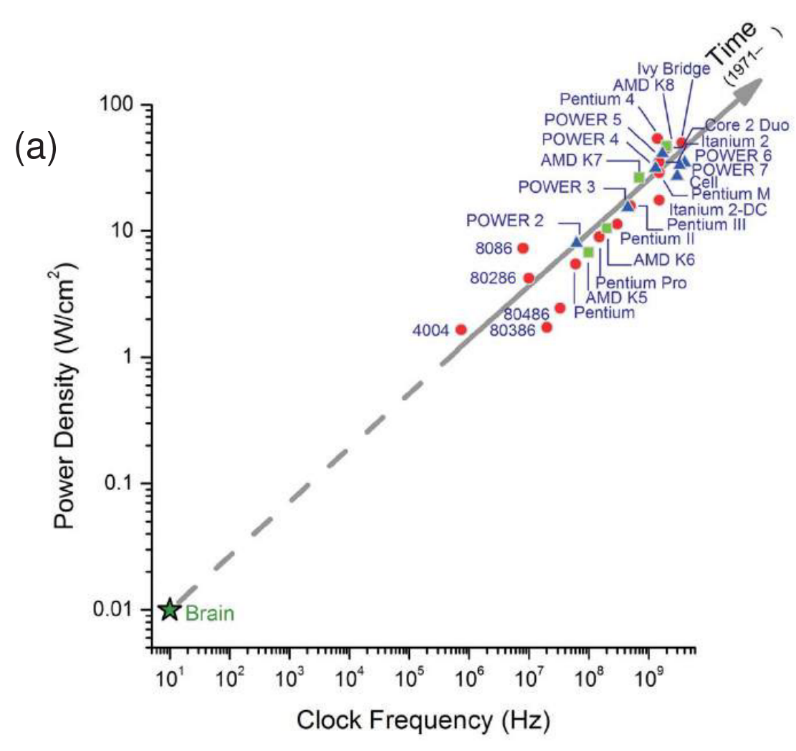 (a)
Time
(1971– )
Ivy Bridge
AMD K8
Pentium 4
POWER 5
Core 2 Duo
POWER 4
Itanium 2
POWER 6
AMD K7
POWER 7
Cell
POWER 3
Pentium M
Itanium 2-DC
POWER 2
Pentium III
Pentium II
8086
AMD K6
80286
Pentium Pro
AMD K5
80486
Pentium
4004
80386
Brain
100
10
1
0.1
0.01
Power Density (W/cm²)
10¹ 10² 10³ 10⁴ 10⁵ 10⁶ 10⁷ 10⁸ 10⁹
Clock Frequency (Hz)